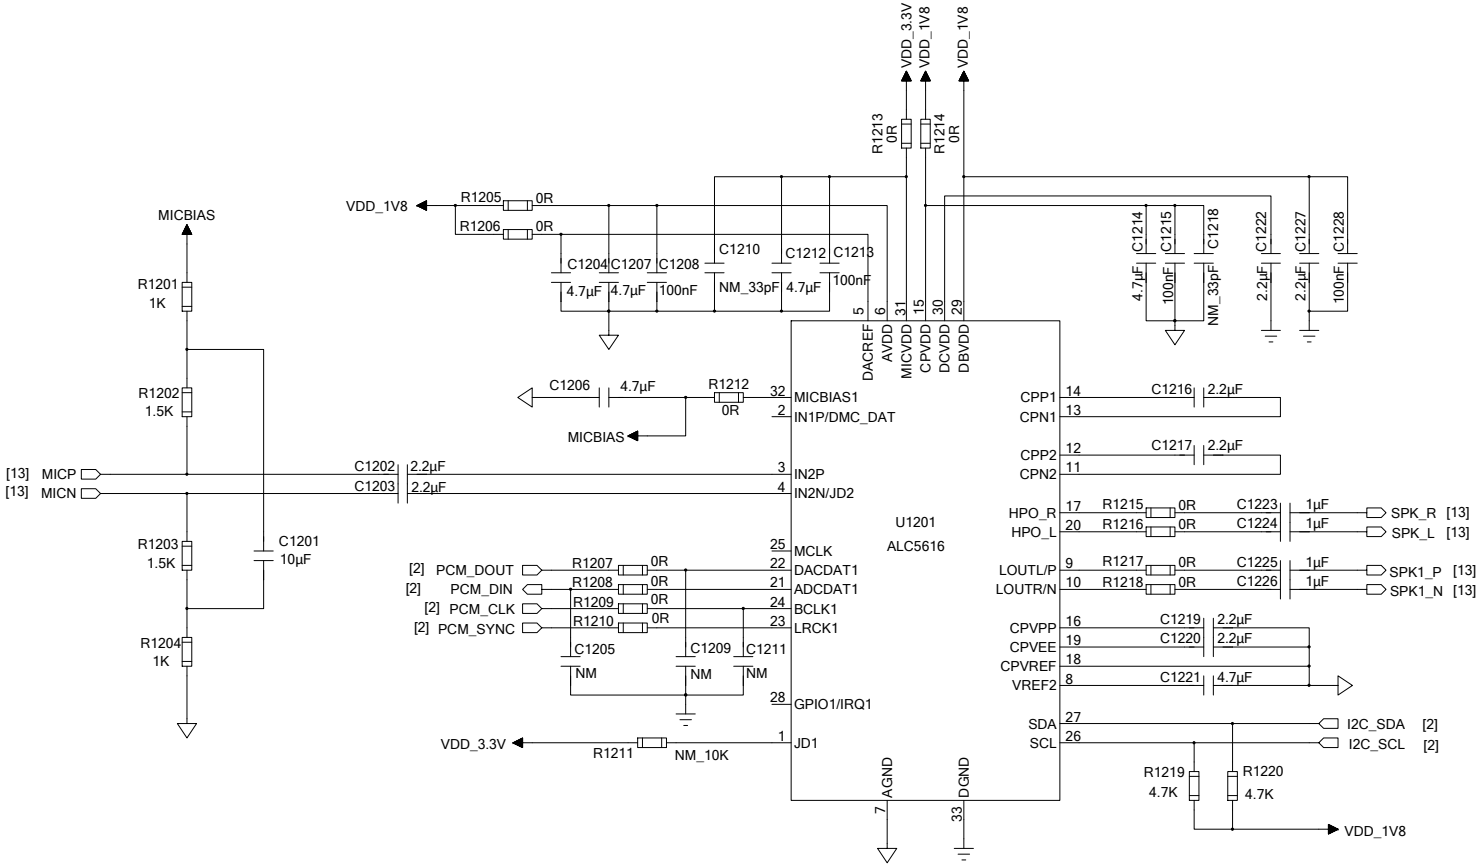 VDD_3.3V
VDD_1V8
VDD_1V8
R1213
0R
R1214
0R
VDD_1V8
R1205
0R
R1206
0R
MICBIAS
R1201
1K
R1202
1.5K
C1204
4.7µF
C1207
4.7µF
C1208
100nF
C1210
NM_33pF
C1212
4.7µF
C1213
100nF
C1214
4.7µF
C1215
100nF
C1218
NM_33pF
C1222
2.2µF
C1227
2.2µF
C1228
100nF
5
6
31
15
30
29
DACREF
AVDD
MICVDD
CPVDD
DCVDD
DBVDD
C1206
4.7µF
R1212
0R
MICBIAS
32
MICBIAS1
2
IN1P/DMC_DAT
[13] MICP
C1202
2.2µF
3
IN2P
[13] MICN
C1203
2.2µF
4
IN2N/JD2
R1203
1.5K
C1201
10µF
R1204
1K
U1201
ALC5616
25
MCLK
[2] PCM_DOUT
R1207
0R
22
DACDAT1
[2] PCM_DIN
R1208
0R
21
ADCDAT1
[2] PCM_CLK
R1209
0R
24
BCLK1
[2] PCM_SYNC
R1210
0R
23
LRCK1
C1205
NM
C1209
NM
C1211
NM
28
GPIO1/IRQ1
VDD_3.3V
R1211
NM_10K
1
JD1
CPP1
14
C1216
2.2µF
CPN1
13
CPP2
12
C1217
2.2µF
CPN2
11
HPO_R
17
R1215
0R
C1223
1µF
SPK_R [13]
HPO_L
20
R1216
0R
C1224
1µF
SPK_L [13]
LOUTL/P
9
R1217
0R
C1225
1µF
SPK1_P [13]
LOUTR/N
10
R1218
0R
C1226
1µF
SPK1_N [13]
CPVPP
16
C1219
2.2µF
CPVEE
19
C1220
2.2µF
CPVREF
18
VREF2
8
C1221
4.7µF
SDA
27
I2C_SDA [2]
SCL
26
I2C_SCL [2]
R1219
4.7K
R1220
4.7K
VDD_1V8
AGND
7
DGND
33